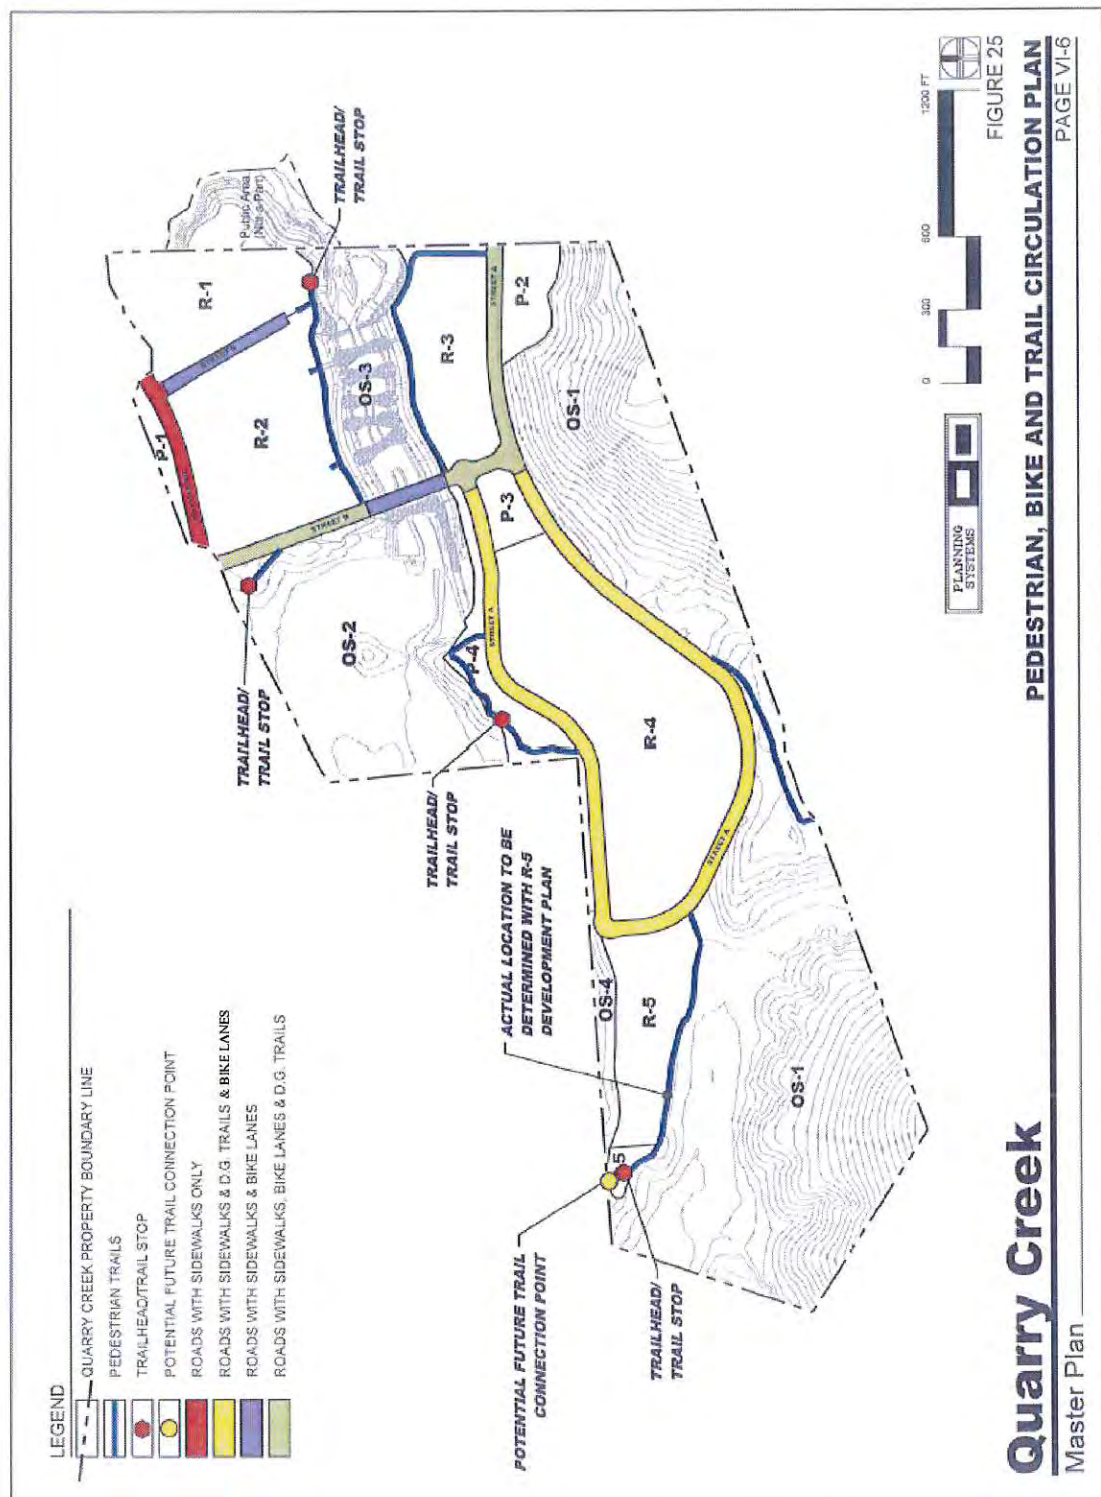 LEGEND
QUARRY CREEK PROPERTY BOUNDARY LINE
PEDESTRIAN TRAILS
TRAILHEAD/TRAIL STOP
POTENTIAL FUTURE TRAIL CONNECTION POINT
ROADS WITH SIDEWALKS ONLY
ROADS WITH SIDEWALKS & D.G. TRAILS & BIKE LANES
ROADS WITH SIDEWALKS & BIKE LANES
ROADS WITH SIDEWALKS, BIKE LANES & D.G. TRAILS
TRAILHEAD/
TRAIL STOP
TRAILHEAD/
TRAIL STOP
TRAILHEAD/
TRAIL STOP
ACTUAL LOCATION TO BE
DETERMINED WITH R-5
DEVELOPMENT PLAN
POTENTIAL FUTURE TRAIL
CONNECTION POINT
TRAILHEAD/
TRAIL STOP
Public Area
(Not-a-Part)
P-1
R-1
R-2
OS-3
R-3
P-2
STREET A
STREET B
OS-2
P-4
STREET A
P-3
OS-1
R-4
STREET A
OS-4
R-5
5
OS-1
PLANNING
SYSTEMS
0 300 600 1200 FT
FIGURE 25
Quarry Creek
PEDESTRIAN, BIKE AND TRAIL CIRCULATION PLAN
Master Plan
PAGE VI-6